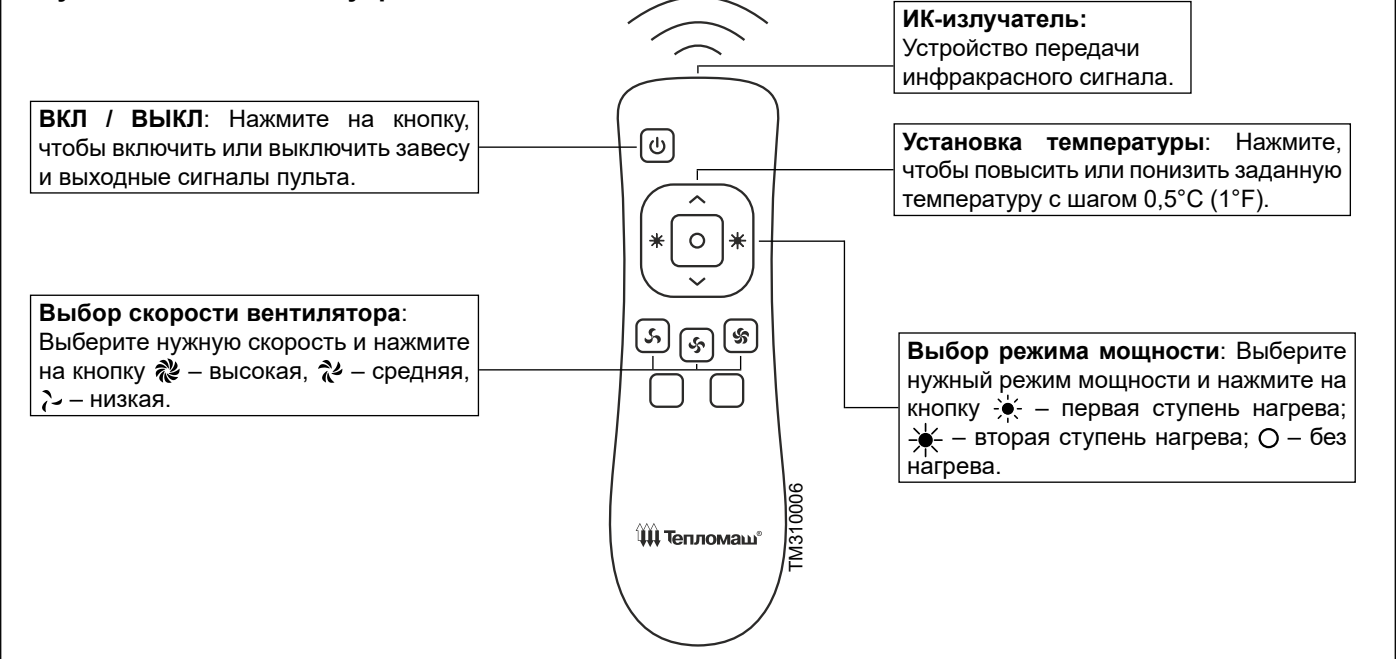 ИК-излучатель:
Устройство передачи
инфракрасного сигнала.
ВКЛ / ВЫКЛ: Нажмите на кнопку,
чтобы включить или выключить завесу
и выходные сигналы пульта.
Установка температуры: Нажмите,
чтобы повысить или понизить заданную
температуру с шагом 0,5°C (1°F).
Выбор скорости вентилятора:
Выберите нужную скорость и нажмите
на кнопку – высокая, – средняя,
– низкая.
Выбор режима мощности: Выберите
нужный режим мощности и нажмите на
кнопку – первая ступень нагрева;
– вторая ступень нагрева; – без
нагрева.
Тепломаш®
TM310006